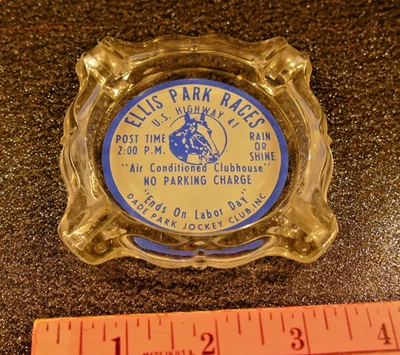 ELLIS PARK RACES
U.S. HIGHWAY 41
POST TIME
2:00 P.M.
RAIN
OR
SHINE
"Air Conditioned Clubhouse"
NO PARKING CHARGE
"Ends On Labor Day"
DADE PARK JOCKEY CLUB, INC
1 2 3 4